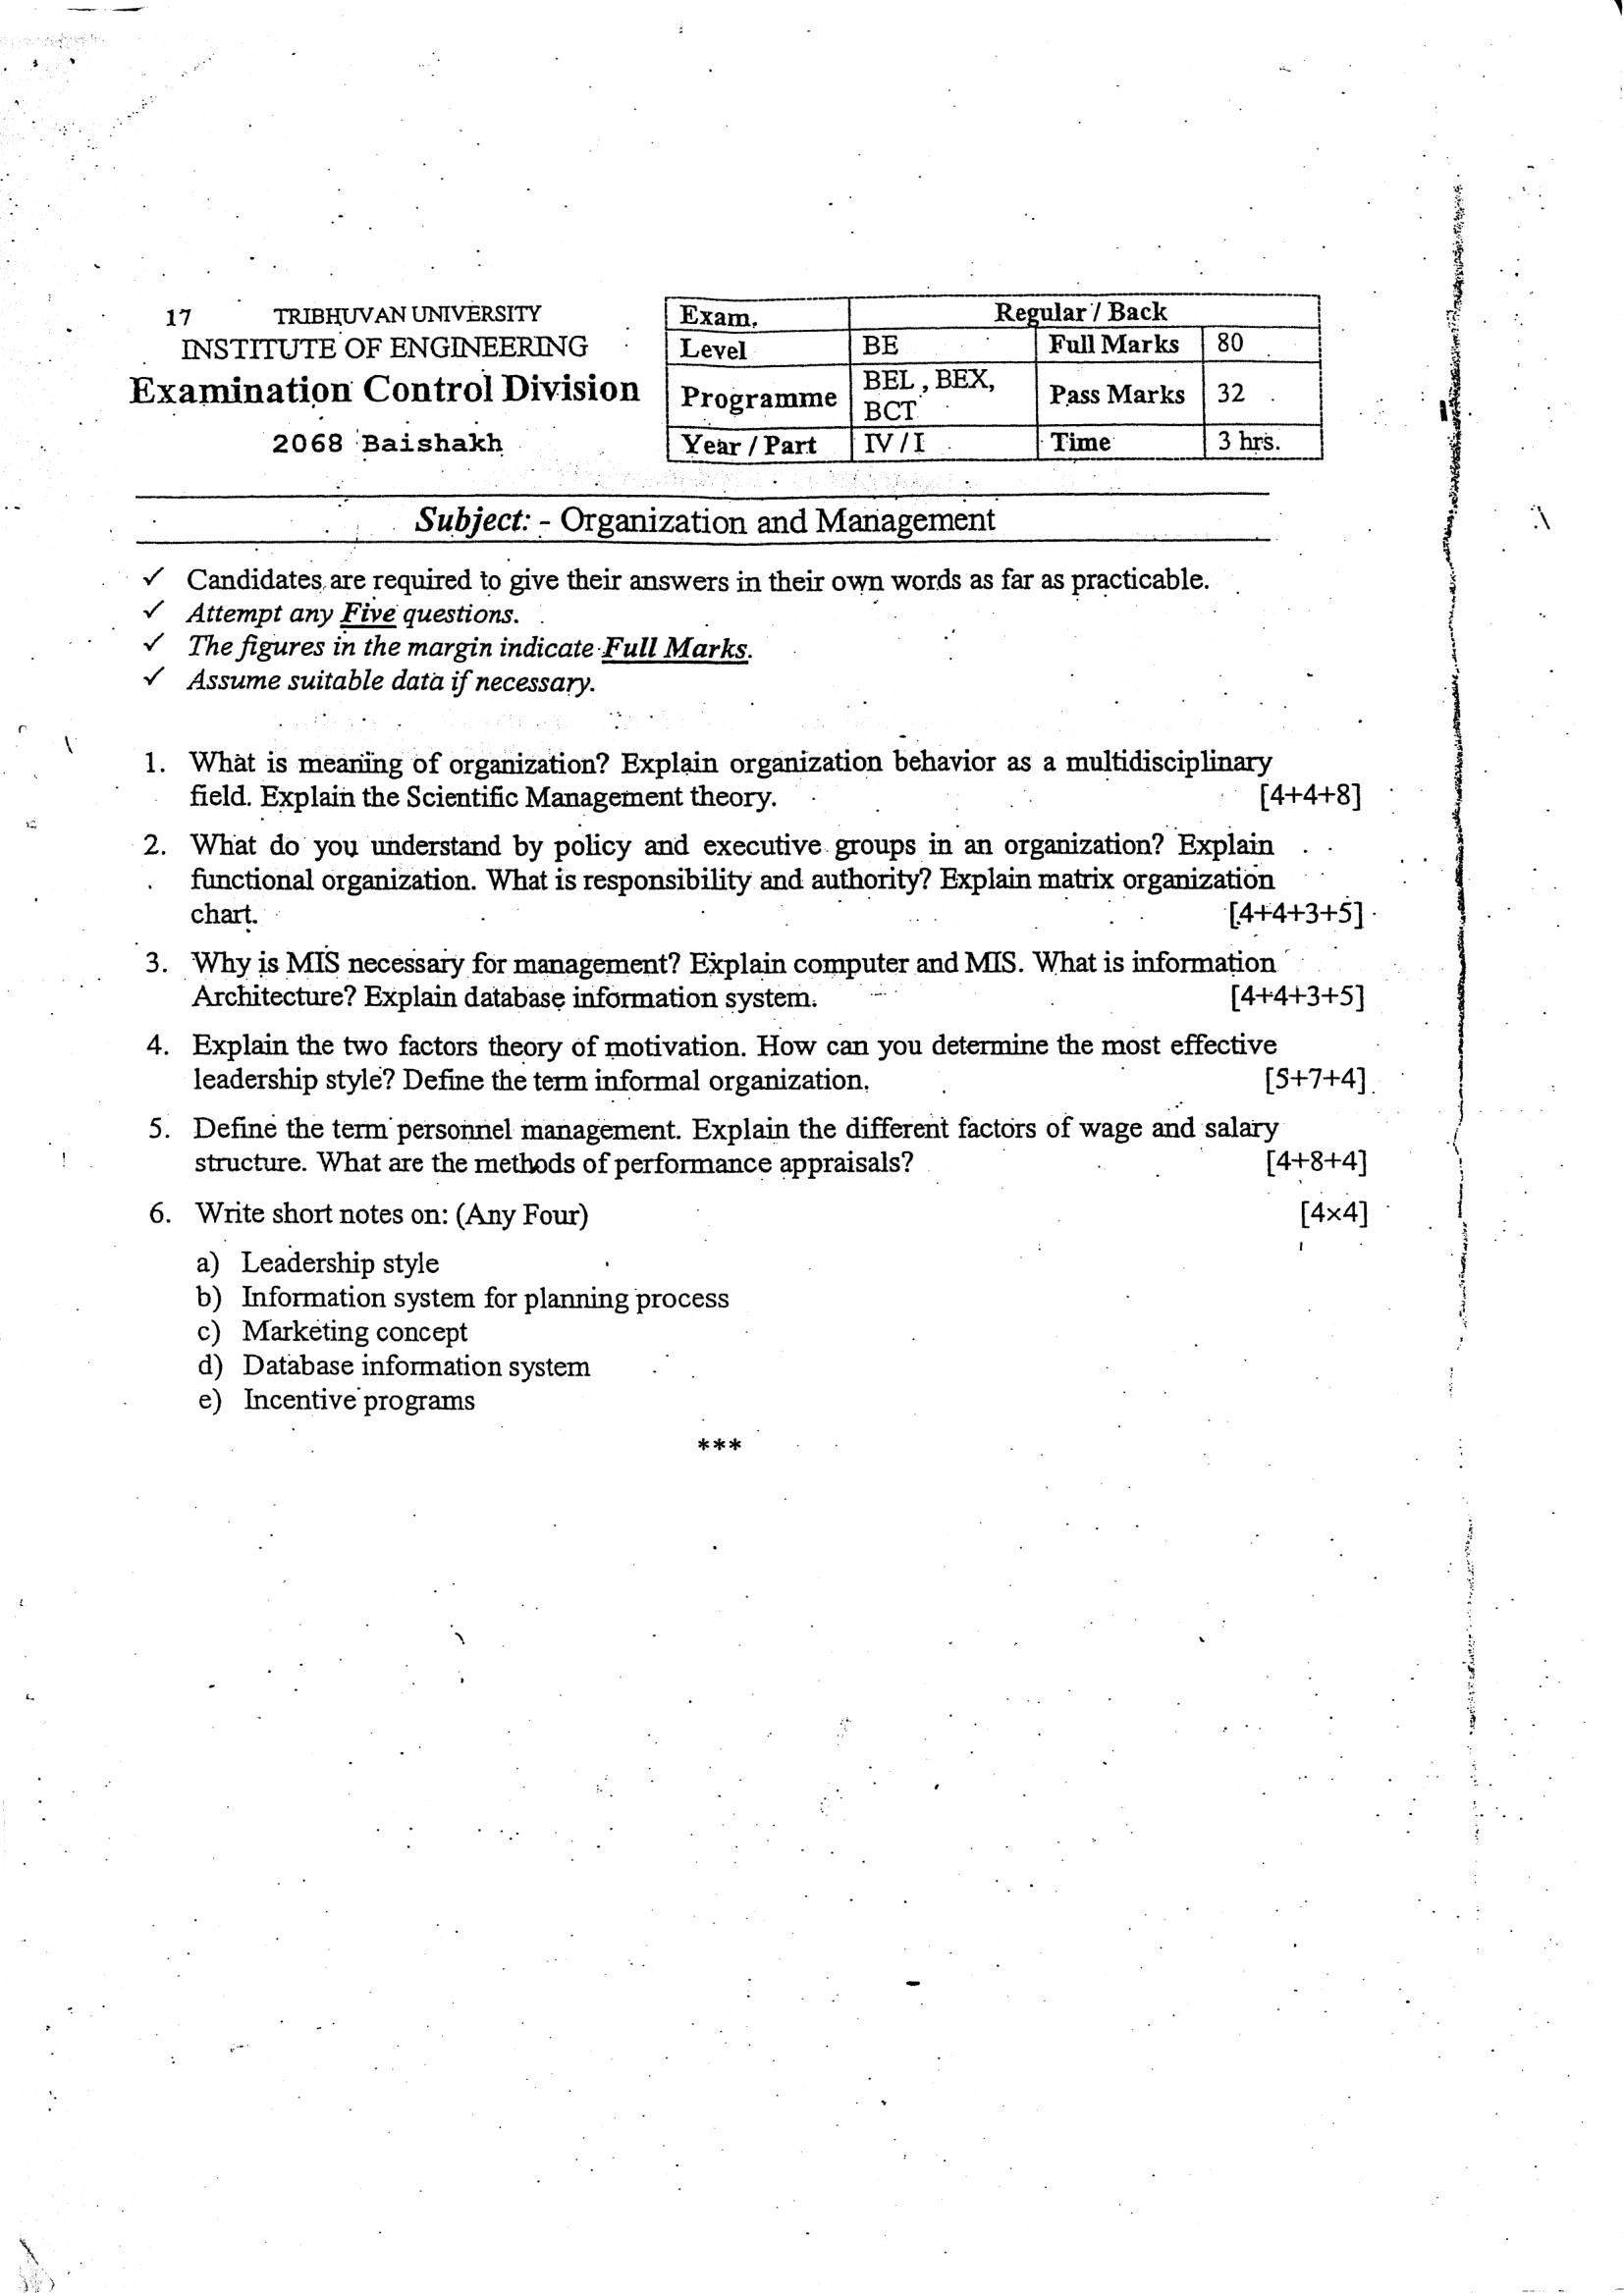 17 TRIBHUVAN UNIVERSITY
INSTITUTE OF ENGINEERING
Examination Control Division
2068 Baishakh
Exam. Regular / Back
Level BE Full Marks 80
Programme BEL , BEX, BCT Pass Marks 32
Year / Part IV / I Time 3 hrs.
Subject: - Organization and Management
✓ Candidates are required to give their answers in their own words as far as practicable.
✓ Attempt any Five questions.
✓ The figures in the margin indicate Full Marks.
✓ Assume suitable data if necessary.
1. What is meaning of organization? Explain organization behavior as a multidisciplinary
field. Explain the Scientific Management theory. [4+4+8]
2. What do you understand by policy and executive groups in an organization? Explain
functional organization. What is responsibility and authority? Explain matrix organization
chart. [4+4+3+5]
3. Why is MIS necessary for management? Explain computer and MIS. What is information
Architecture? Explain database information system. [4+4+3+5]
4. Explain the two factors theory of motivation. How can you determine the most effective
leadership style? Define the term informal organization. [5+7+4]
5. Define the term personnel management. Explain the different factors of wage and salary
structure. What are the methods of performance appraisals? [4+8+4]
6. Write short notes on: (Any Four) [4×4]
a) Leadership style
b) Information system for planning process
c) Marketing concept
d) Database information system
e) Incentive programs
***